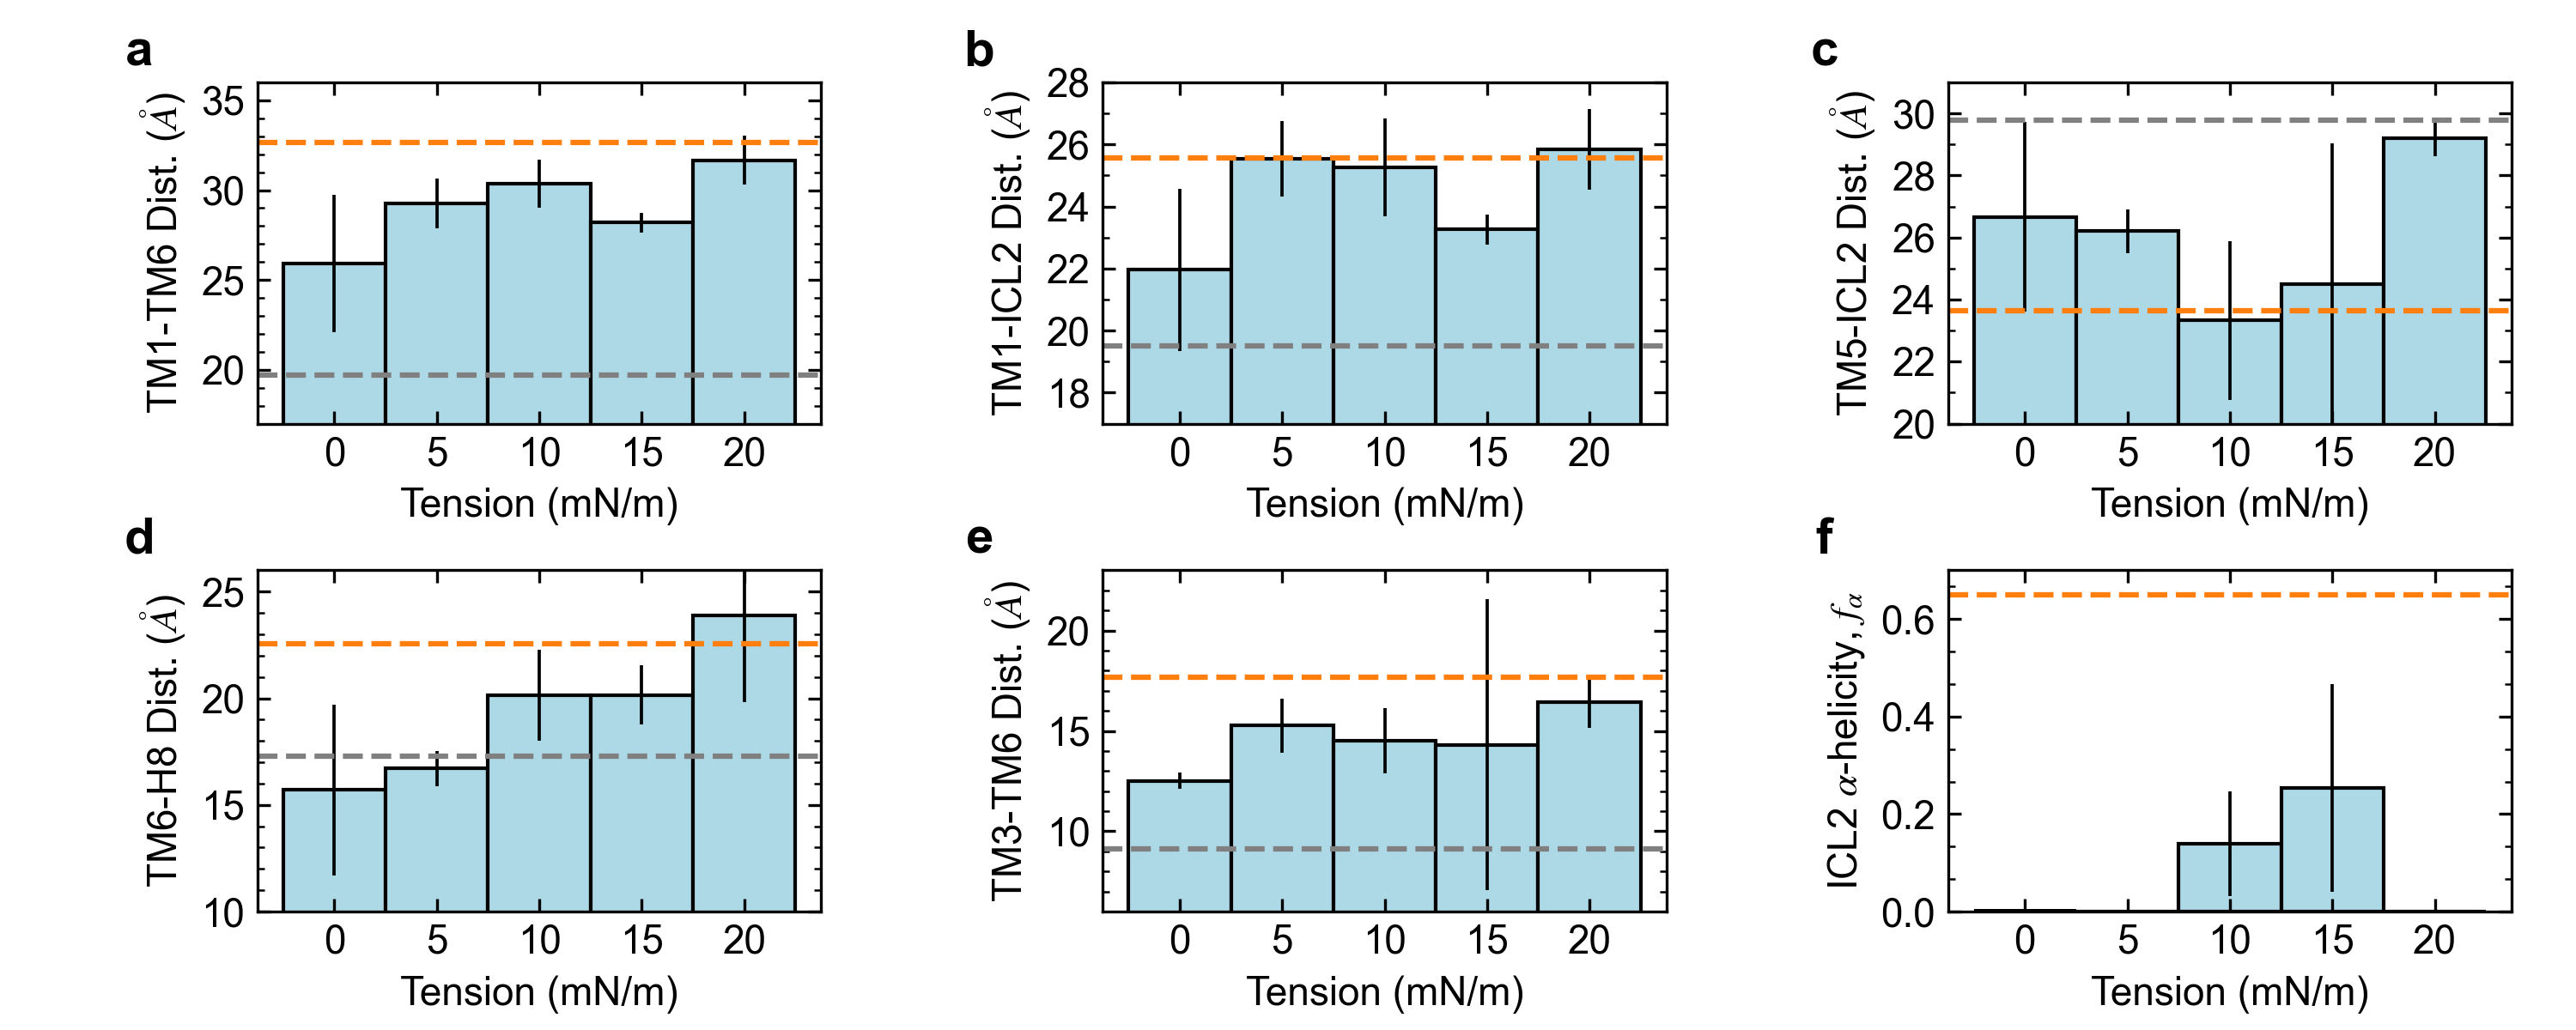 a
35
30
25
20
TM1-TM6 Dist. (Å)
0 5 10 15 20
Tension (mN/m)
b
28
26
24
22
20
18
TM1-ICL2 Dist. (Å)
0 5 10 15 20
Tension (mN/m)
c
30
28
26
24
22
20
TM5-ICL2 Dist. (Å)
0 5 10 15 20
Tension (mN/m)
d
25
20
15
10
TM6-H8 Dist. (Å)
0 5 10 15 20
Tension (mN/m)
e
20
15
10
TM3-TM6 Dist. (Å)
0 5 10 15 20
Tension (mN/m)
f
0.6
0.4
0.2
0.0
ICL2 α-helicity, fα
0 5 10 15 20
Tension (mN/m)